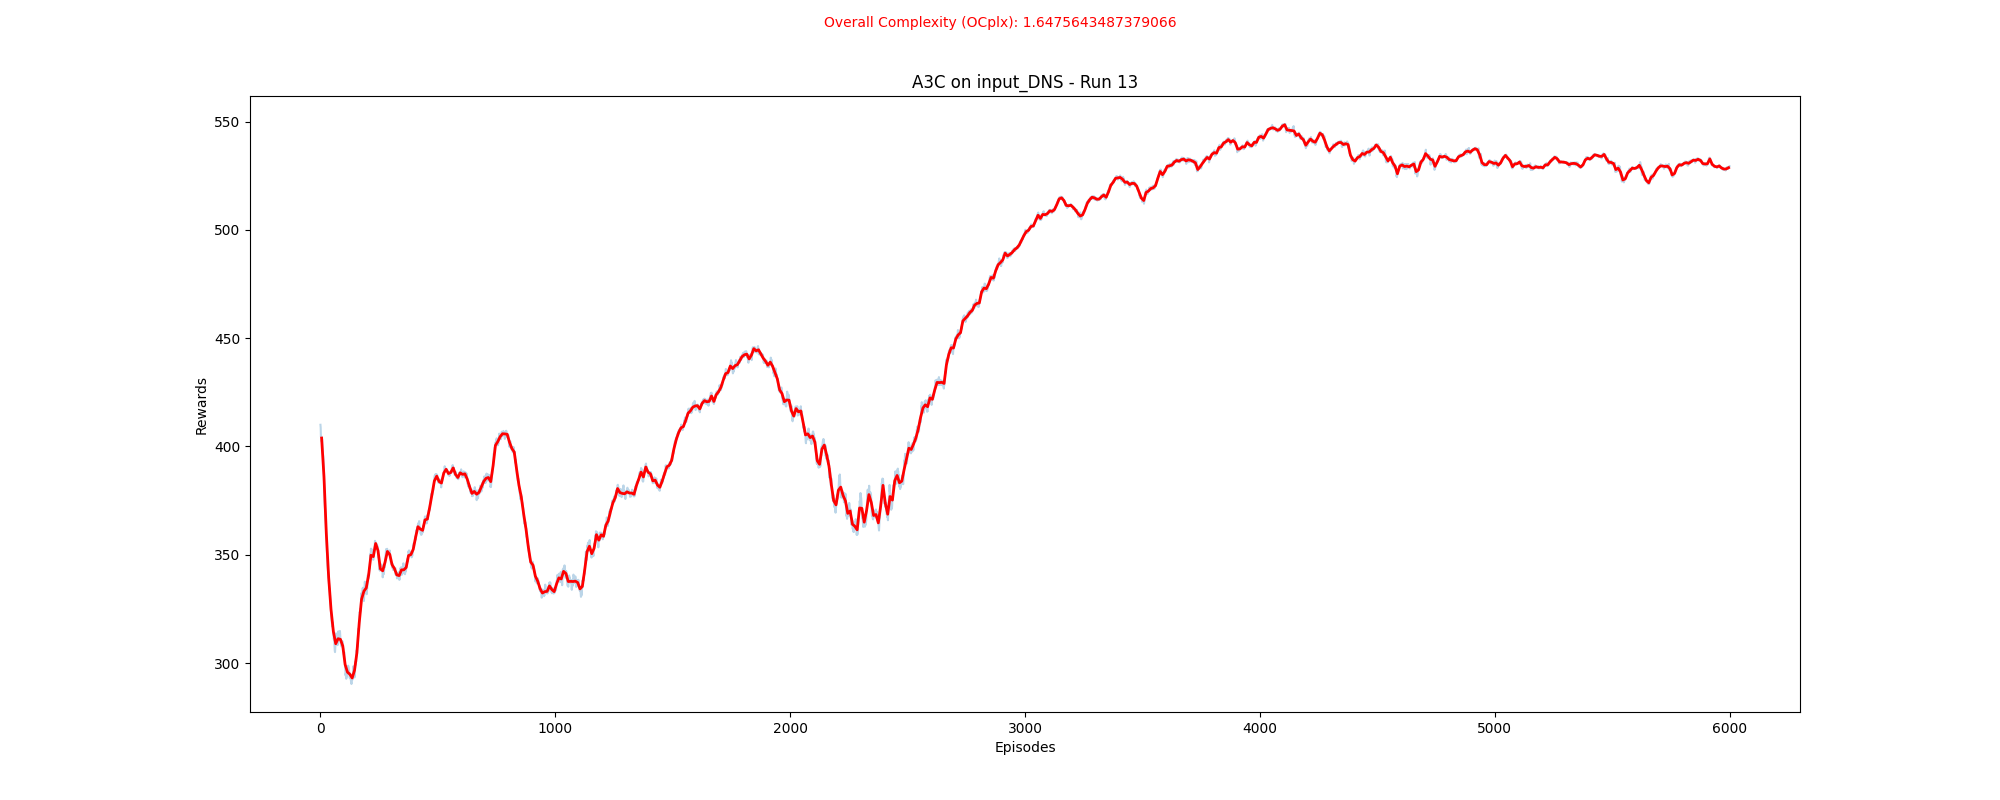 Overall Complexity (OCplx): 1.6475643487379066
A3C on input_DNS - Run 13
550
500
450
400
350
300
Rewards
0 1000 2000 3000 4000 5000 6000
Episodes